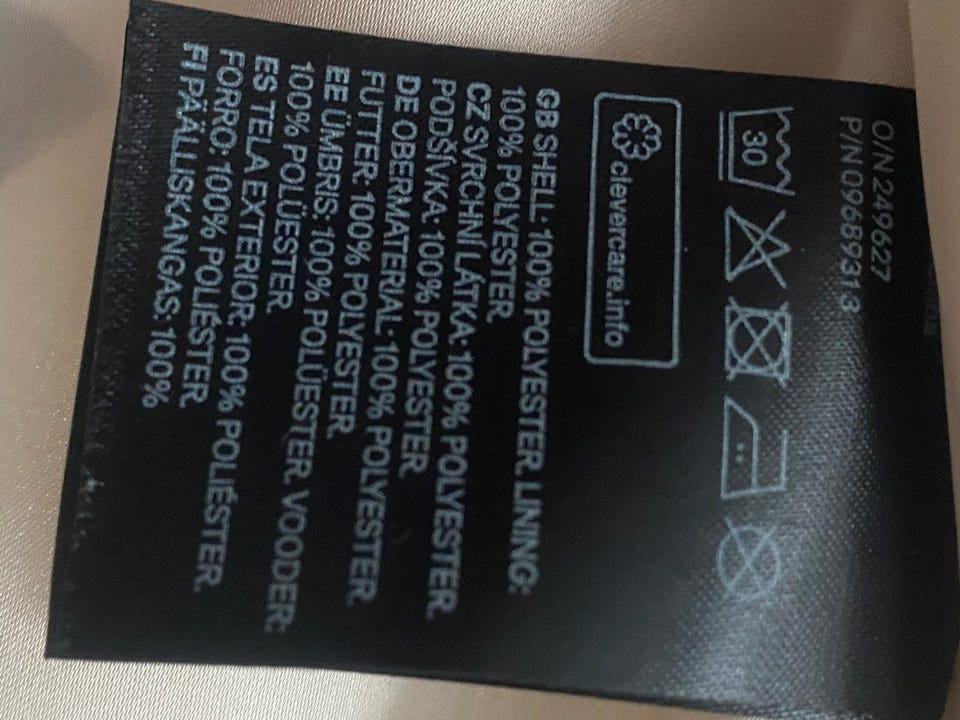 O/N 249627
P/N 09689313
30
clevercare.info
GB SHELL: 100% POLYESTER. LINNING:
100% POLYESTER.
CZ SVRCHNÍ LÁTKA: 100% POLYESTER.
PODŠÍVKA: 100% POLYESTER.
DE OBERMATERIAL: 100% POLYESTER.
FUTTER: 100% POLYESTER.
EE ÜMBRIS: 100% POLÜESTER. VOODER:
100% POLÜESTER.
ES TELA EXTERIOR: 100% POLIÉSTER.
FORRO: 100% POLIÉSTER.
FI PÄÄLLISKANGAS: 100%